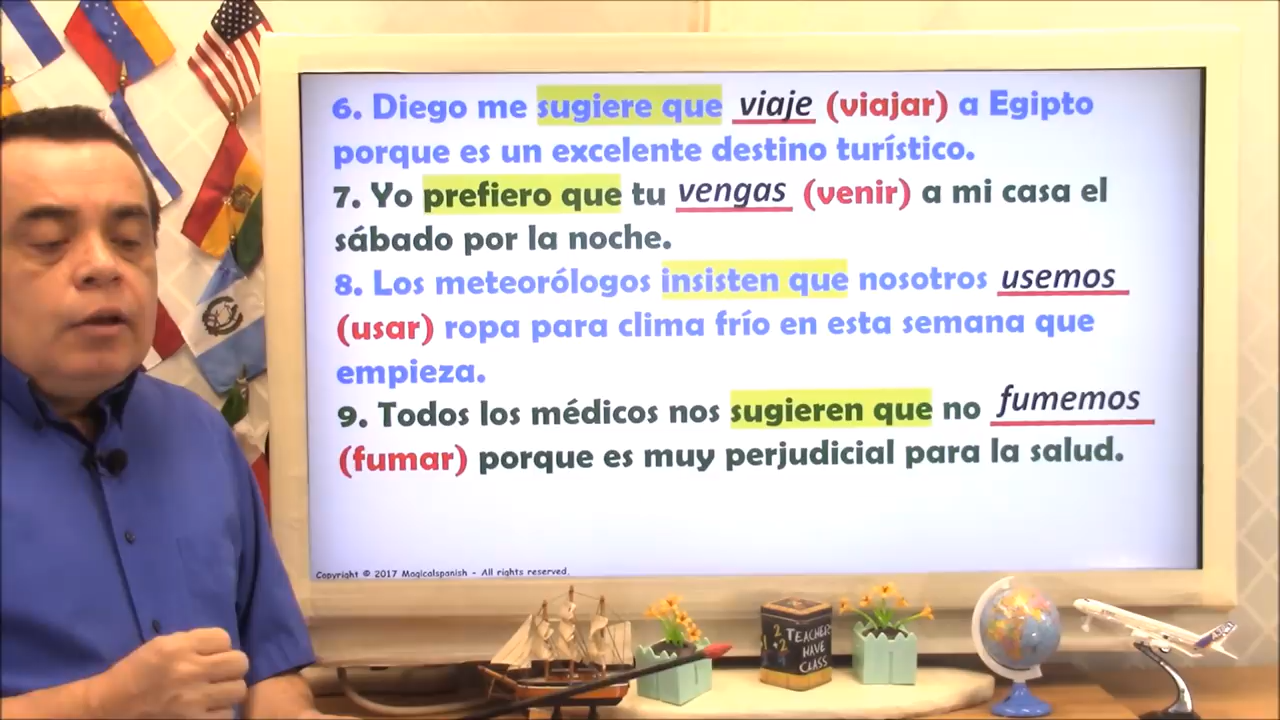 6. Diego me sugiere que viaje (viajar) a Egipto
porque es un excelente destino turístico.
7. Yo prefiero que tu vengas (venir) a mi casa el
sábado por la noche.
8. Los meteorólogos insisten que nosotros usemos
(usar) ropa para clima frío en esta semana que
empieza.
9. Todos los médicos nos sugieren que no fumemos
(fumar) porque es muy perjudicial para la salud.
Copyright © 2017 Magicalspanish - All rights reserved.
TEACHERS
HAVE
CLASS